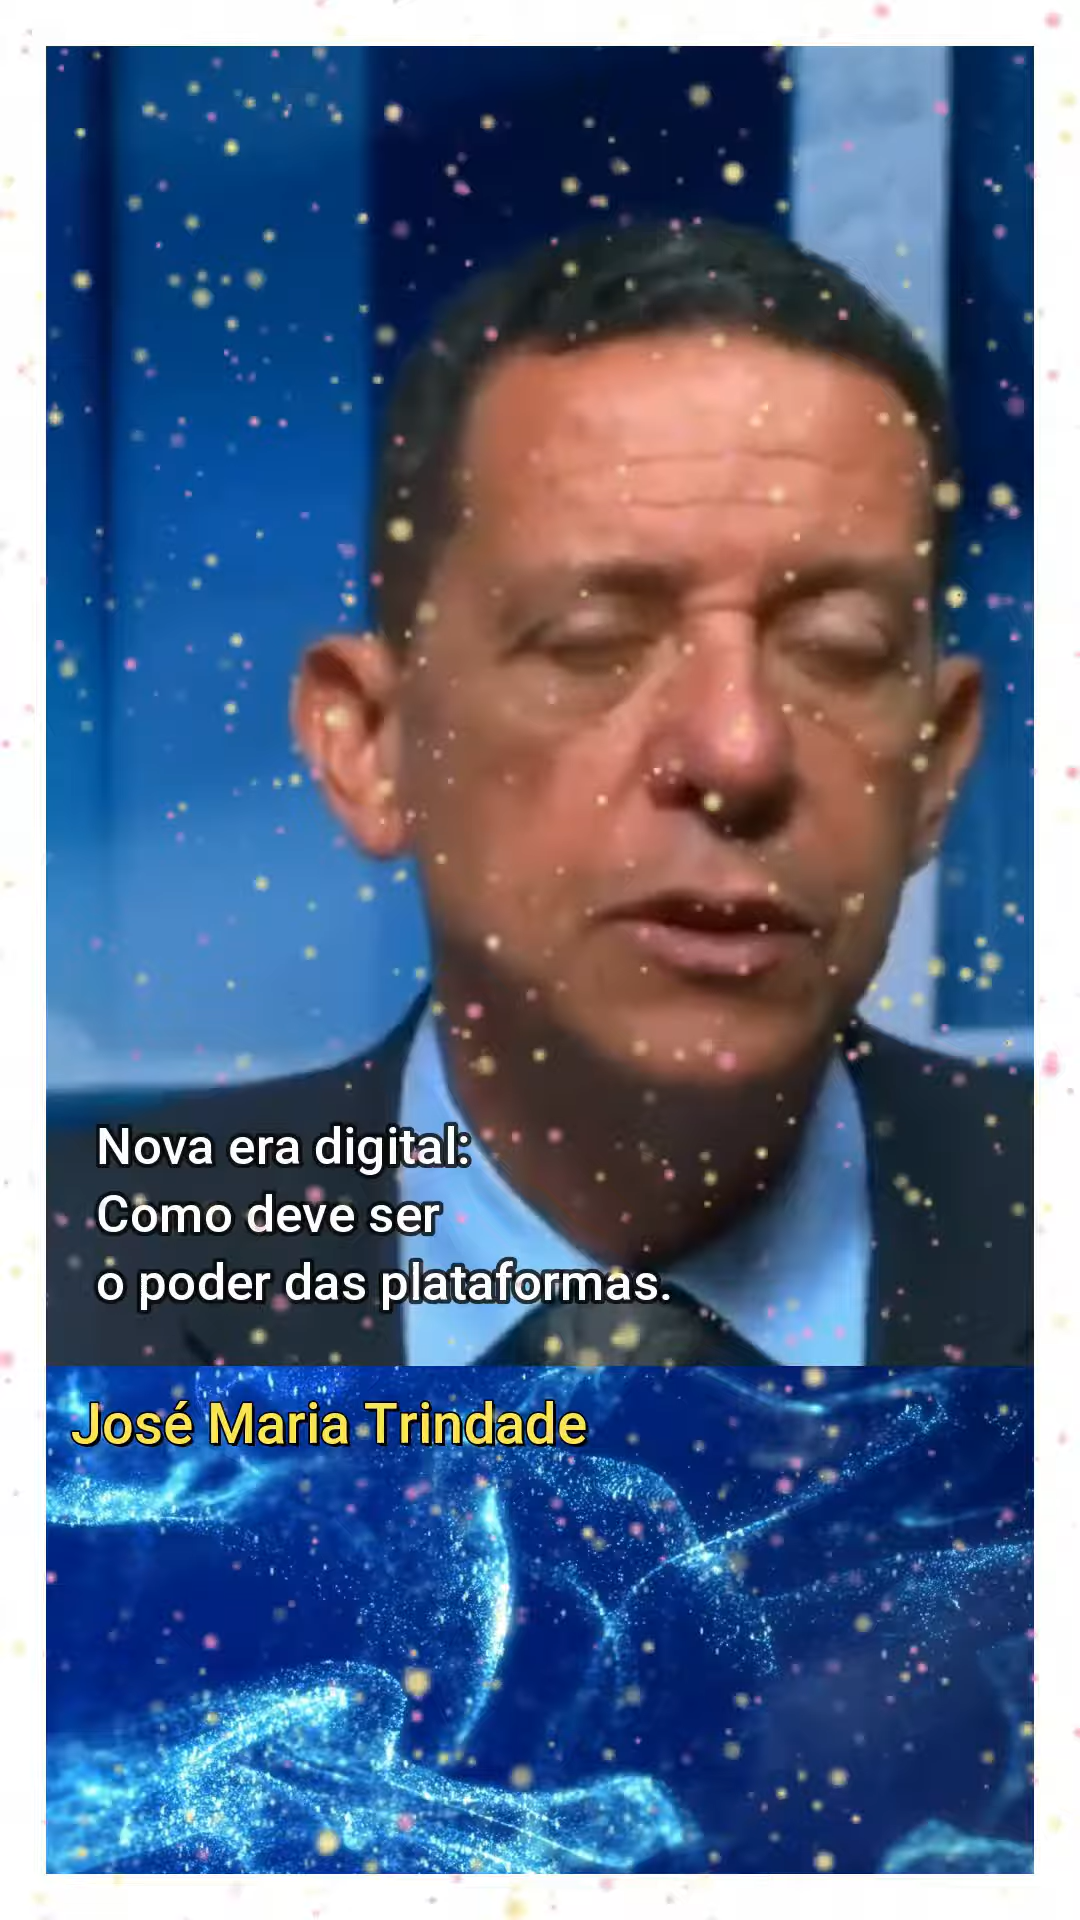 Nova era digital:
Como deve ser
o poder das plataformas.
José Maria Trindade